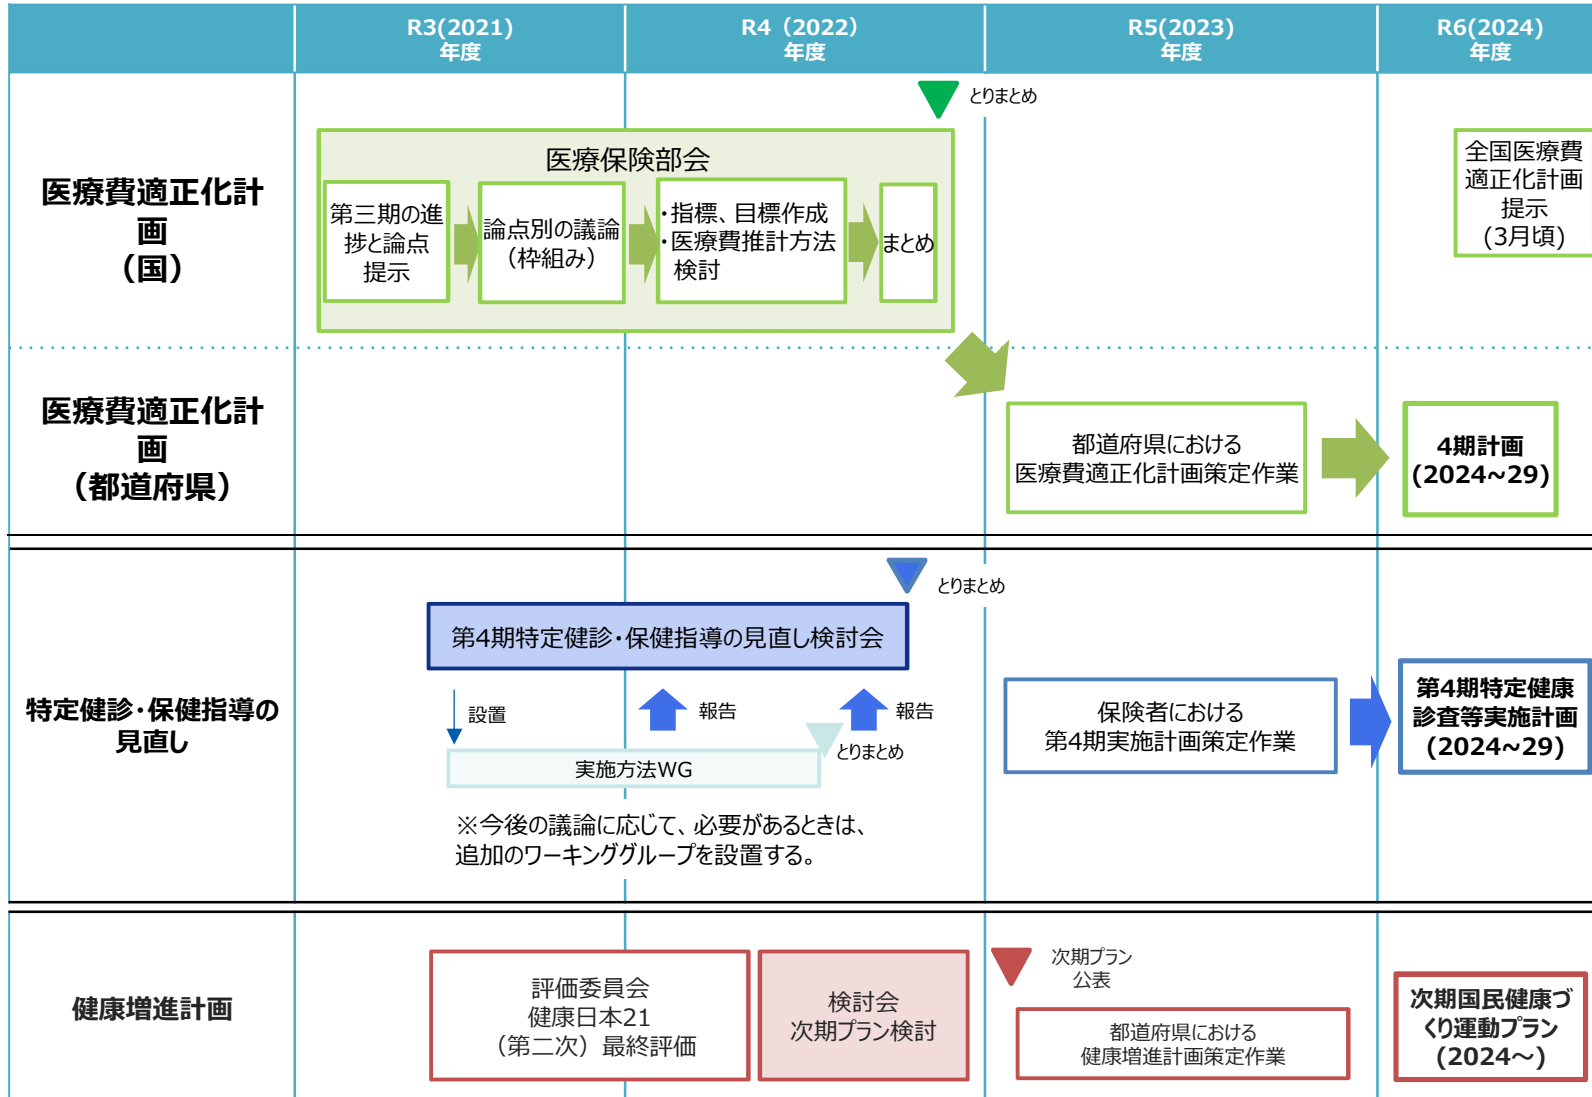 R3(2021)
年度
R4（2022）
年度
R5(2023)
年度
R6(2024)
年度
医療費適正化計
画
（国）
とりまとめ
医療保険部会
第三期の進
捗と論点
提示
論点別の議論
（枠組み）
・指標、目標作成
・医療費推計方法
検討
まとめ
全国医療費
適正化計画
提示
(3月頃)
医療費適正化計
画
（都道府県）
都道府県における
医療費適正化計画策定作業
4期計画
(2024~29)
特定健診・保健指導の
見直し
とりまとめ
第4期特定健診・保健指導の見直し検討会
設置
報告
報告
とりまとめ
実施方法WG
※今後の議論に応じて、必要があるときは、
追加のワーキンググループを設置する。
保険者における
第4期実施計画策定作業
第4期特定健康
診査等実施計画
(2024~29)
健康増進計画
評価委員会
健康日本21
（第二次）最終評価
検討会
次期プラン検討
次期プラン
公表
都道府県における
健康増進計画策定作業
次期国民健康づ
くり運動プラン
(2024～)